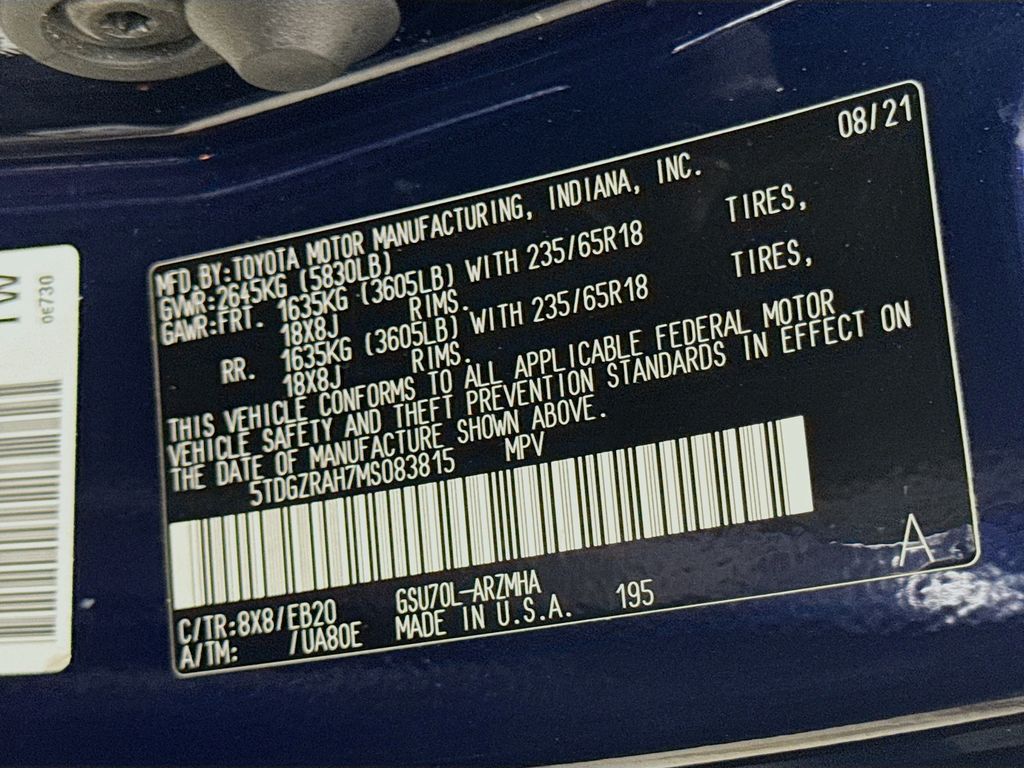 08/21
MFD.BY:TOYOTA MOTOR MANUFACTURING, INDIANA, INC.
GVWR:2645KG (5830LB)
GAWR:FRT. 1635KG (3605LB) WITH 235/65R18 TIRES,
18X8J RIMS.
RR. 1635KG (3605LB) WITH 235/65R18 TIRES,
18X8J RIMS.
THIS VEHICLE CONFORMS TO ALL APPLICABLE FEDERAL MOTOR
VEHICLE SAFETY AND THEFT PREVENTION STANDARDS IN EFFECT ON
THE DATE OF MANUFACTURE SHOWN ABOVE.
5TDGZRAH7MS083815 MPV
A
C/TR:8X8/EB20 GSU70L-ARZMHA 195
A/TM: /UA80E MADE IN U.S.A.
0E730